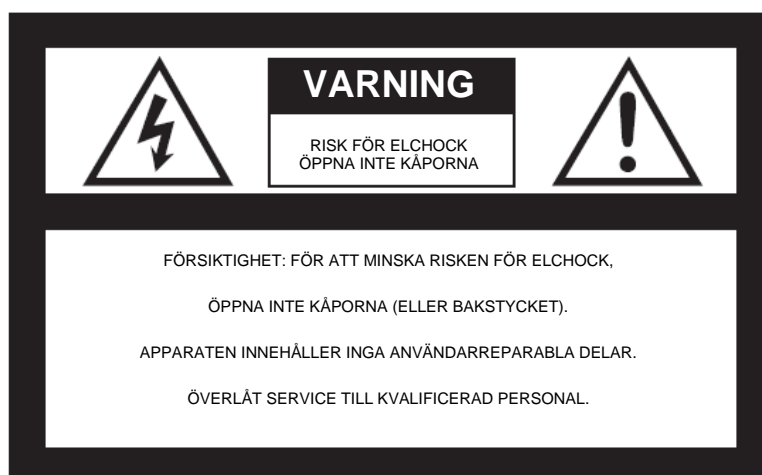 VARNING
RISK FÖR ELCHOCK
ÖPPNA INTE KÅPORNA
FÖRSIKTIGHET: FÖR ATT MINSKA RISKEN FÖR ELCHOCK,
ÖPPNA INTE KÅPORNA (ELLER BAKSTYCKET).
APPARATEN INNEHÅLLER INGA ANVÄNDARREPARABLA DELAR.
ÖVERLÅT SERVICE TILL KVALIFICERAD PERSONAL.